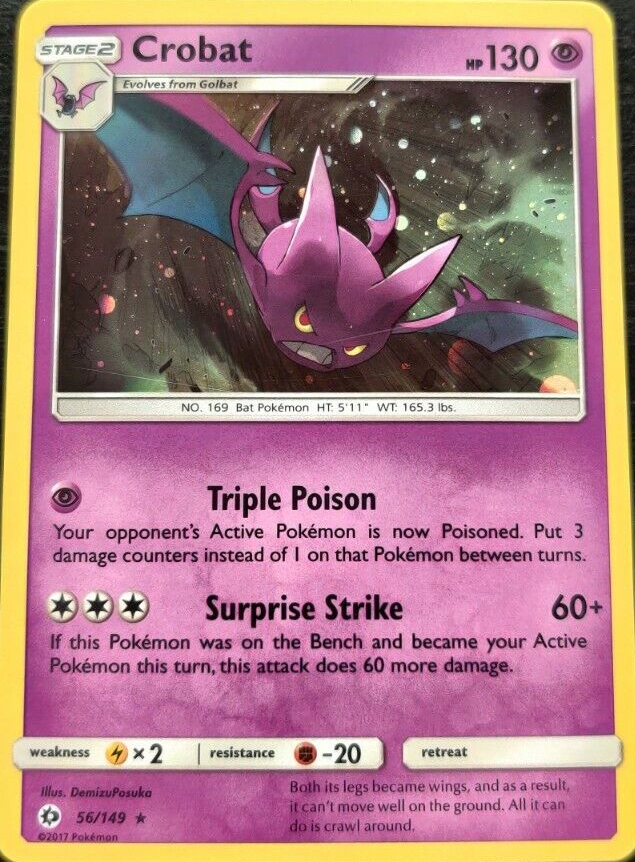 STAGE 2 Crobat HP 130
Evolves from Golbat
NO. 169 Bat Pokémon HT: 5'11" WT: 165.3 lbs.
Triple Poison
Your opponent's Active Pokémon is now Poisoned. Put 3
damage counters instead of 1 on that Pokémon between turns.
Surprise Strike 60+
If this Pokémon was on the Bench and became your Active
Pokémon this turn, this attack does 60 more damage.
weakness ×2 resistance -20 retreat
Illus. DemizuPosuka
56/149 ★
©2017 Pokémon
Both its legs became wings, and as a result,
it can't move well on the ground. All it can
do is crawl around.